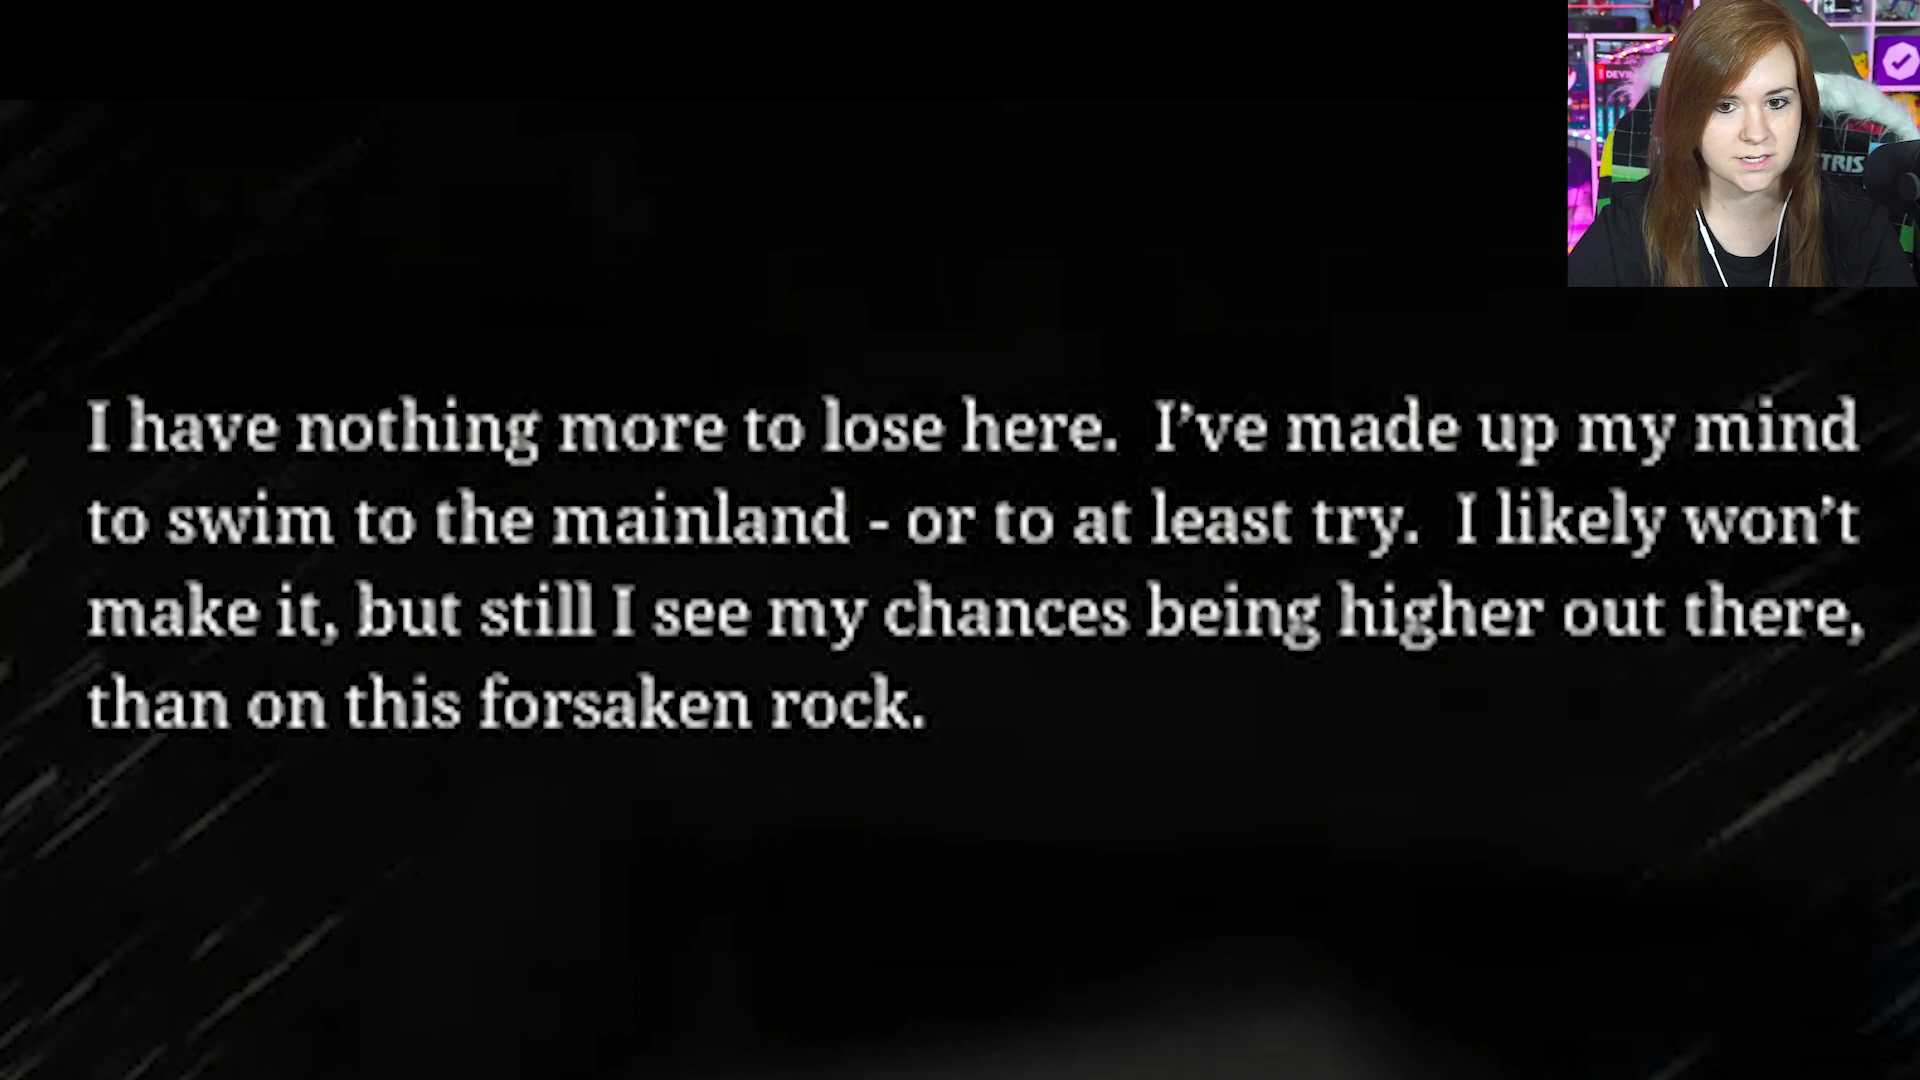 I have nothing more to lose here.  I've made up my mind
to swim to the mainland - or to at least try.  I likely won't
make it, but still I see my chances being higher out there,
than on this forsaken rock.
TRIS